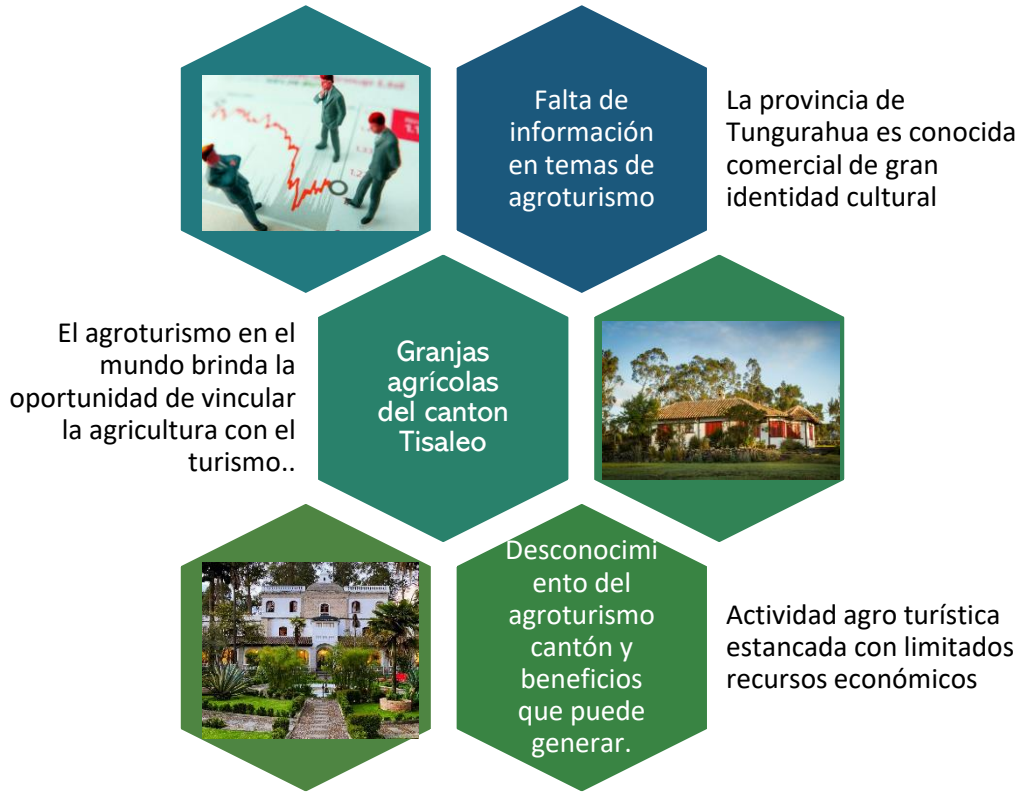 Falta de
información
en temas de
agroturismo
La provincia de
Tungurahua es conocida
comercial de gran
identidad cultural
El agroturismo en el
mundo brinda la
oportunidad de vincular
la agricultura con el
turismo..
Granjas
agrícolas
del canton
Tisaleo
Desconocimi
ento del
agroturismo
cantón y
beneficios
que puede
generar.
Actividad agro turística
estancada con limitados
recursos económicos